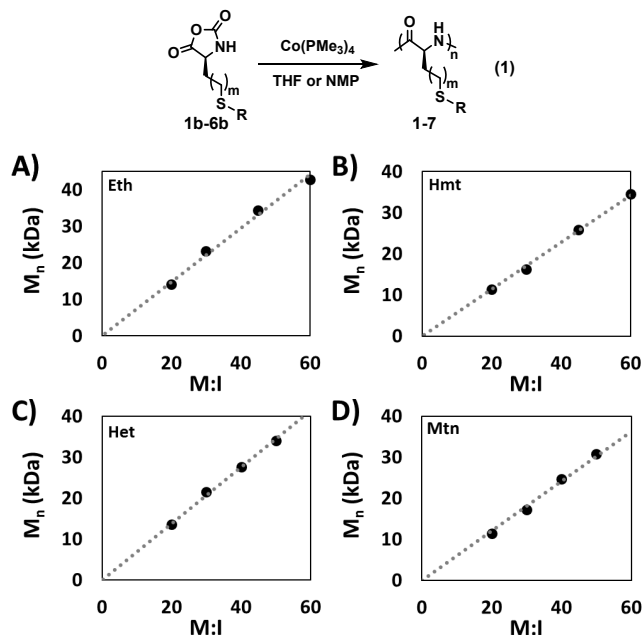 O
O
O
NH
Co(PMe3)4
THF or NMP
m
S
R
1b-6b
O
H
N
n
m
S
R
1-7
(1)
A)
Eth
Mn (kDa)
40
30
20
10
0
0 20 40 60
M:I
B)
Hmt
Mn (kDa)
40
30
20
10
0
0 20 40 60
M:I
C)
Het
Mn (kDa)
40
30
20
10
0
0 20 40 60
M:I
D)
Mtn
Mn (kDa)
40
30
20
10
0
0 20 40 60
M:I